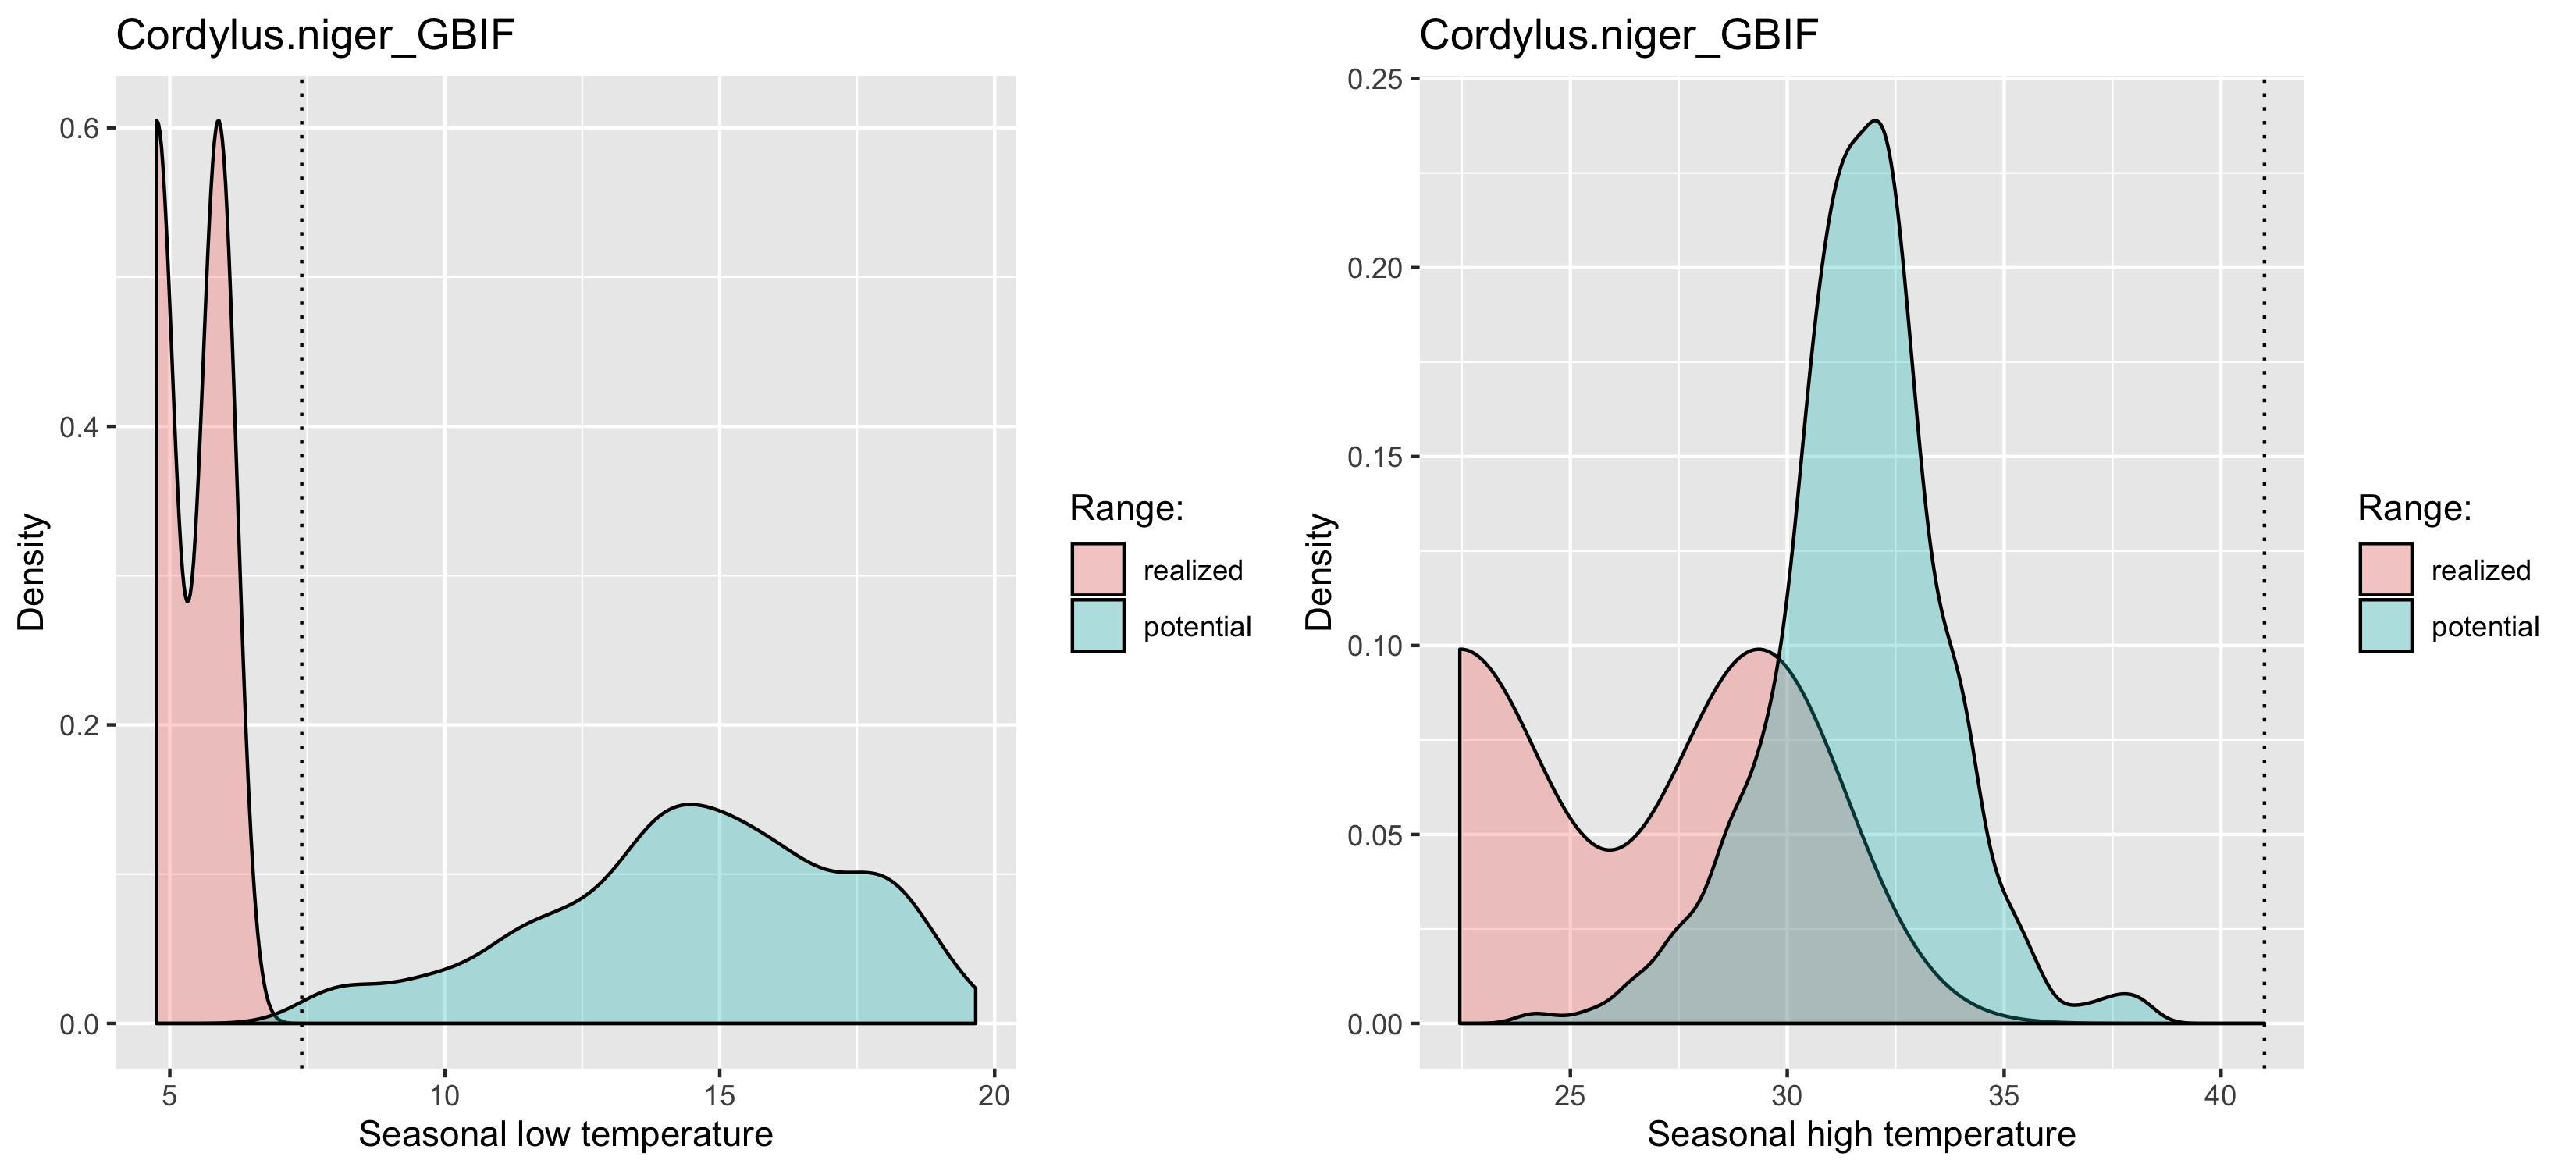 Cordylus.niger_GBIF
0.6
0.4
0.2
0.0
Density
5 10 15 20
Seasonal low temperature
Range:
realized
potential
Cordylus.niger_GBIF
0.25
0.20
0.15
0.10
0.05
0.00
Density
25 30 35 40
Seasonal high temperature
Range:
realized
potential